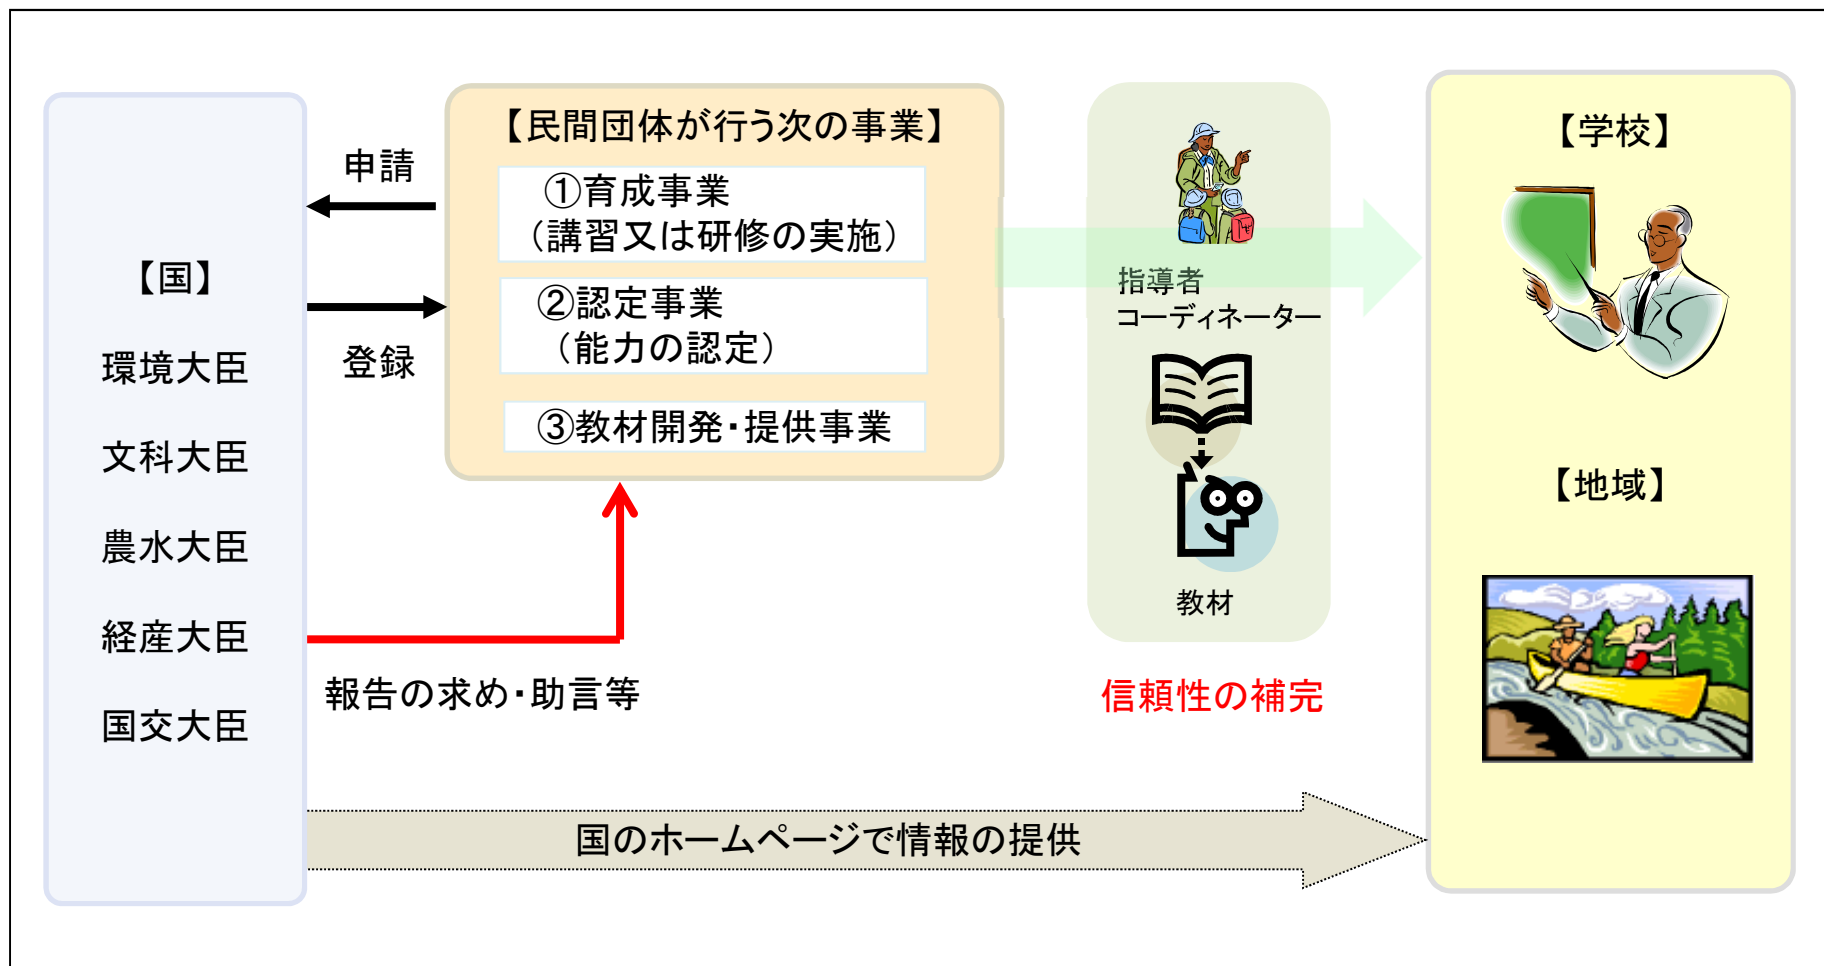 【国】
環境大臣
文科大臣
農水大臣
経産大臣
国交大臣
申請
登録
【民間団体が行う次の事業】
①育成事業
（講習又は研修の実施）
②認定事業
（能力の認定）
③教材開発・提供事業
報告の求め・助言等
指導者
コーディネーター
教材
信頼性の補完
【学校】
【地域】
国のホームページで情報の提供